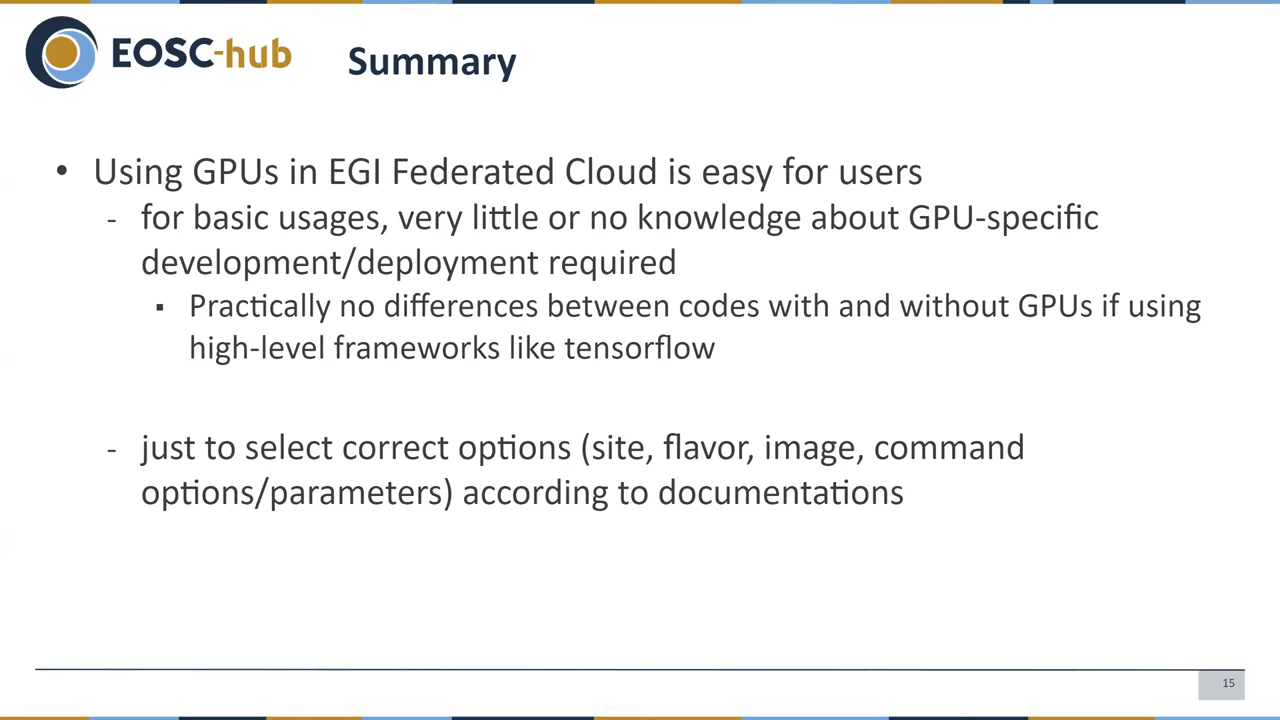 EOSC-hub
Summary
• Using GPUs in EGI Federated Cloud is easy for users
- for basic usages, very little or no knowledge about GPU-specific
development/deployment required
▪ Practically no differences between codes with and without GPUs if using
high-level frameworks like tensorflow
- just to select correct options (site, flavor, image, command
options/parameters) according to documentations
15